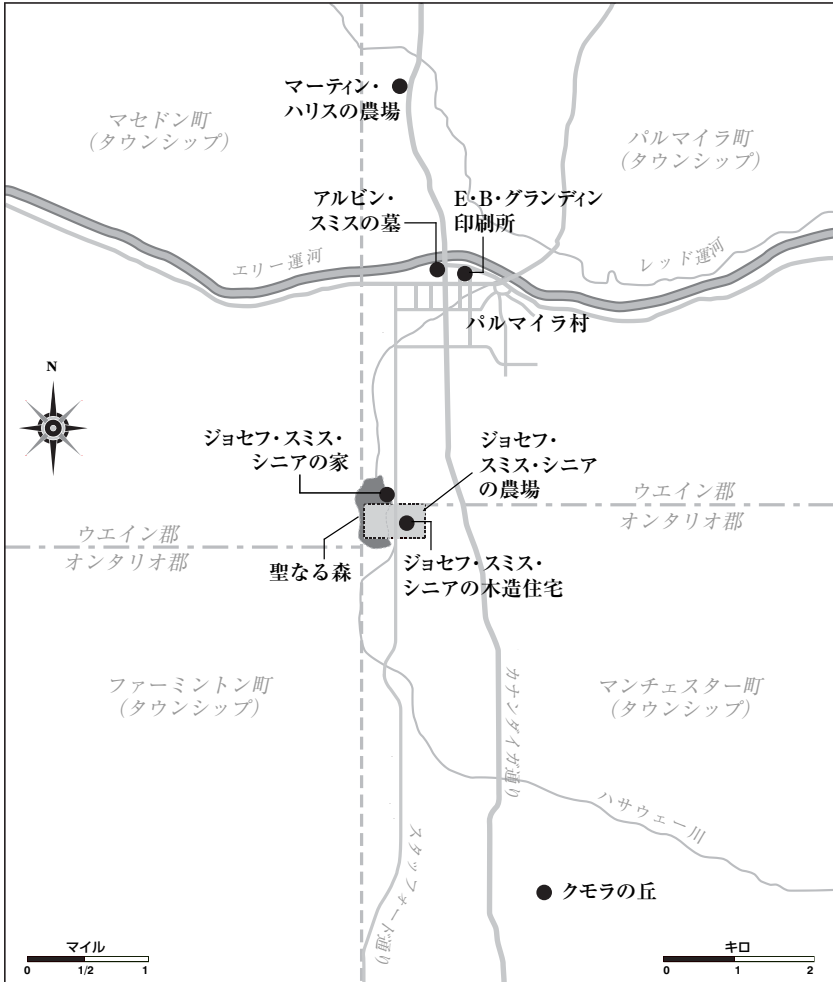 マーティン・
ハリスの農場
マセドン町
(タウンシップ)
パルマイラ町
(タウンシップ)
アルビン・
スミスの墓
E・B・グランディン
印刷所
エリー運河
レッド運河
パルマイラ村
N
ジョセフ・スミス・
シニアの家
ジョセフ・
スミス・シニア
の農場
ウエイン郡
オンタリオ郡
ウエイン郡
オンタリオ郡
聖なる森
ジョセフ・スミス・
シニアの木造住宅
ファーミントン町
(タウンシップ)
カナンダイガ通り
マンチェスター町
(タウンシップ)
ハサウェー川
スタッフォード通り
クモラの丘
マイル
0 1/2 1
キロ
0 1 2